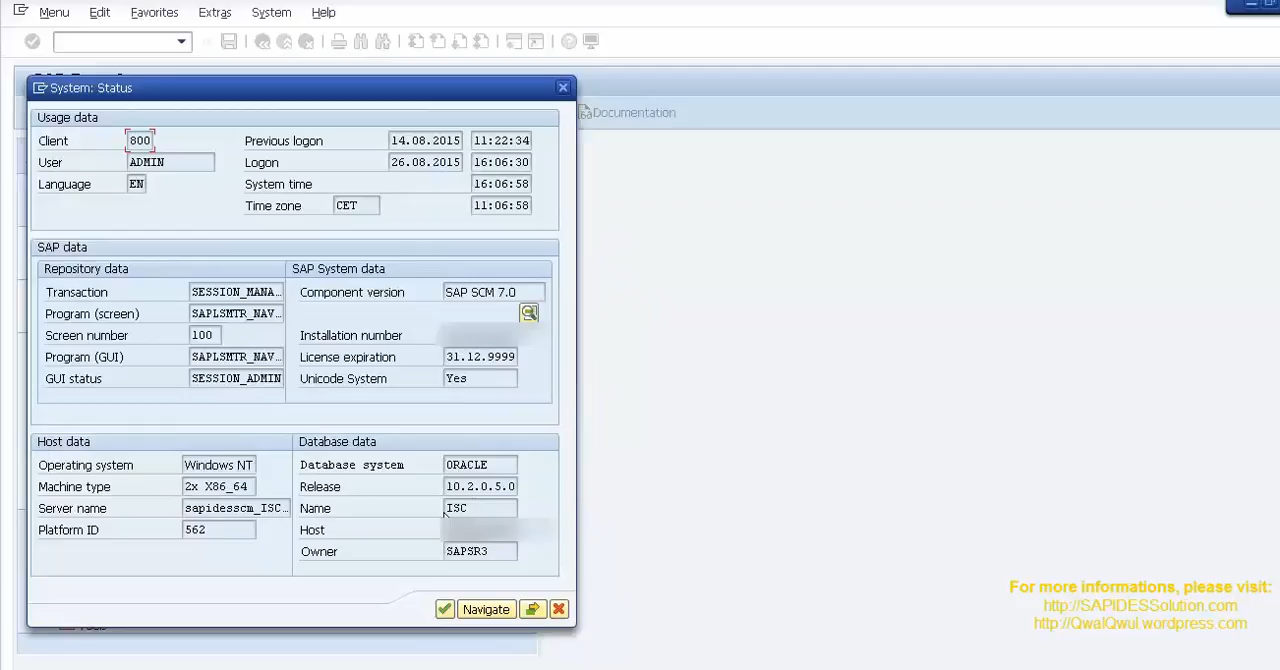 Menu Edit Favorites Extras System Help
System: Status
Documentation
Usage data
Client 800 Previous logon 14.08.2015 11:22:34
User ADMIN Logon 26.08.2015 16:06:30
Language EN System time 16:06:58
Time zone CET 11:06:58
SAP data
Repository data SAP System data
Transaction SESSION_MANA... Component version SAP SCM 7.0
Program (screen) SAPLSMTR_NAV...
Screen number 100 Installation number
Program (GUI) SAPLSMTR_NAV... License expiration 31.12.9999
GUI status SESSION_ADMIN Unicode System Yes
Host data Database data
Operating system Windows NT Database system ORACLE
Machine type 2x X86_64 Release 10.2.0.5.0
Server name sapidesscm_ISC... Name ISC
Platform ID 562 Host
Owner SAPSR3
Navigate
For more informations, please visit:
http://SAPIDESSolution.com
http://QwalQwul.wordpress.com